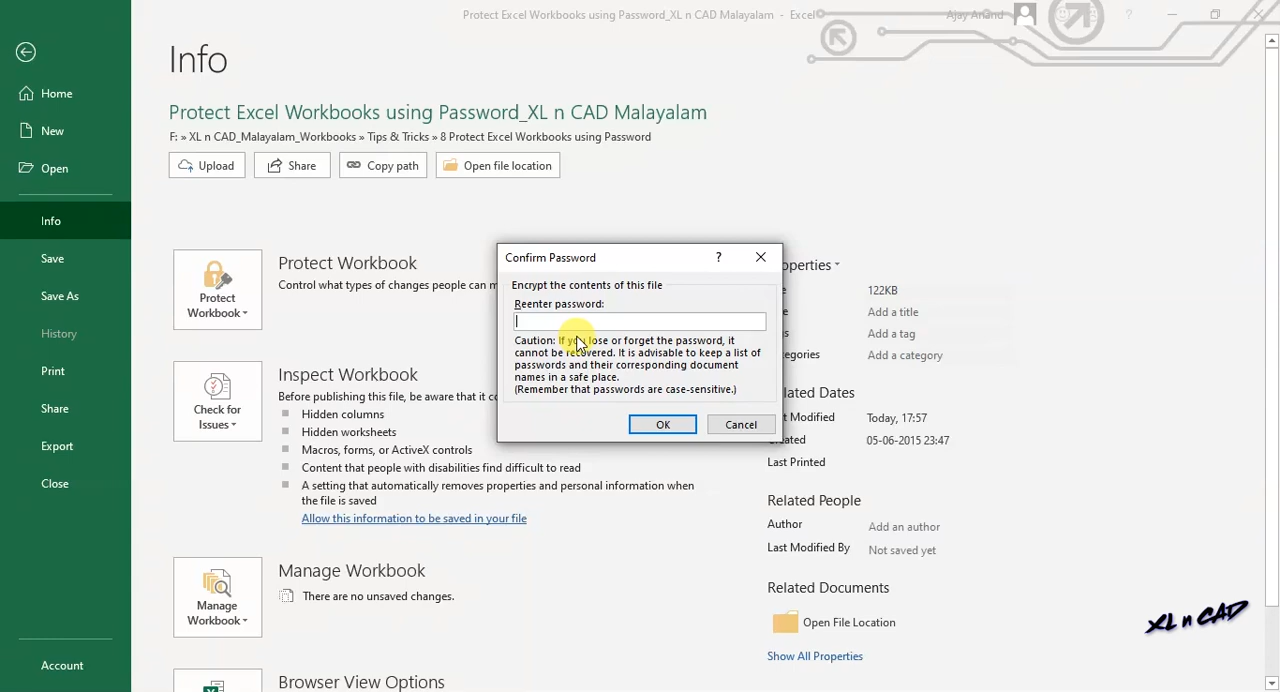 Protect Excel Workbooks using Password_XL n CAD Malayalam - Excel
Ajay Anand
Info
Home
New
Open
Info
Save
Save As
History
Print
Share
Export
Close
Account
Protect Excel Workbooks using Password_XL n CAD Malayalam
F: » XL n CAD_Malayalam_Workbooks » Tips & Tricks » 8 Protect Excel Workbooks using Password
Upload
Share
Copy path
Open file location
Protect Workbook
Protect Workbook
Control what types of changes people can m
Check for Issues
Inspect Workbook
Before publishing this file, be aware that it c
Hidden columns
Hidden worksheets
Macros, forms, or ActiveX controls
Content that people with disabilities find difficult to read
A setting that automatically removes properties and personal information when
the file is saved
Allow this information to be saved in your file
Manage Workbook
Manage Workbook
There are no unsaved changes.
Browser View Options
Confirm Password
?
Encrypt the contents of this file
Reenter password:
Caution: If you lose or forget the password, it
cannot be recovered. It is advisable to keep a list of
passwords and their corresponding document
names in a safe place.
(Remember that passwords are case-sensitive.)
OK
Cancel
operties
122KB
Add a title
Add a tag
egories
Add a category
lated Dates
Modified
Today, 17:57
ated
05-06-2015 23:47
Last Printed
Related People
Author
Add an author
Last Modified By
Not saved yet
Related Documents
Open File Location
Show All Properties
XL n CAD